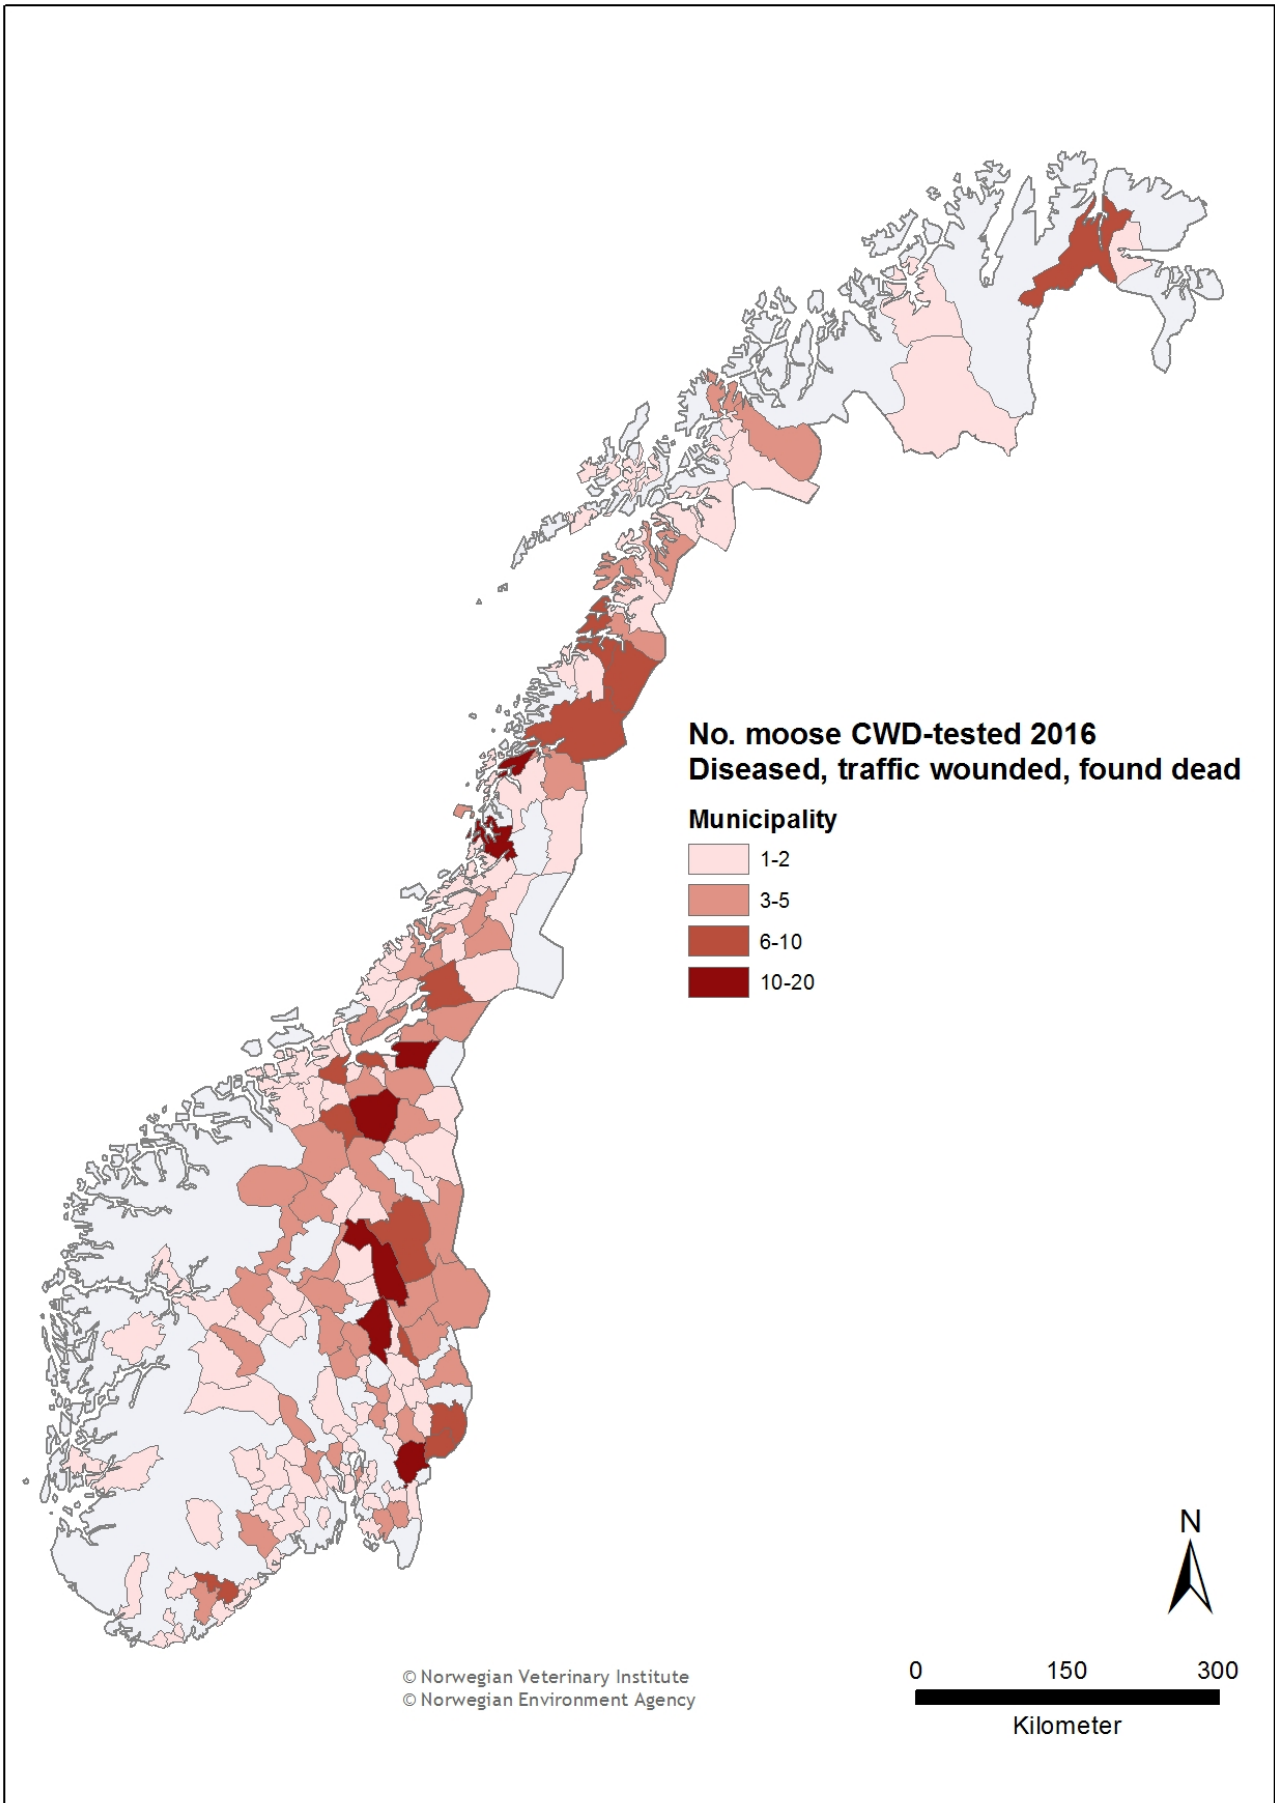 No. moose CWD-tested 2016
Diseased, traffic wounded, found dead
Municipality
1-2
3-5
6-10
10-20
N
0 150 300
Kilometer
© Norwegian Veterinary Institute
© Norwegian Environment Agency